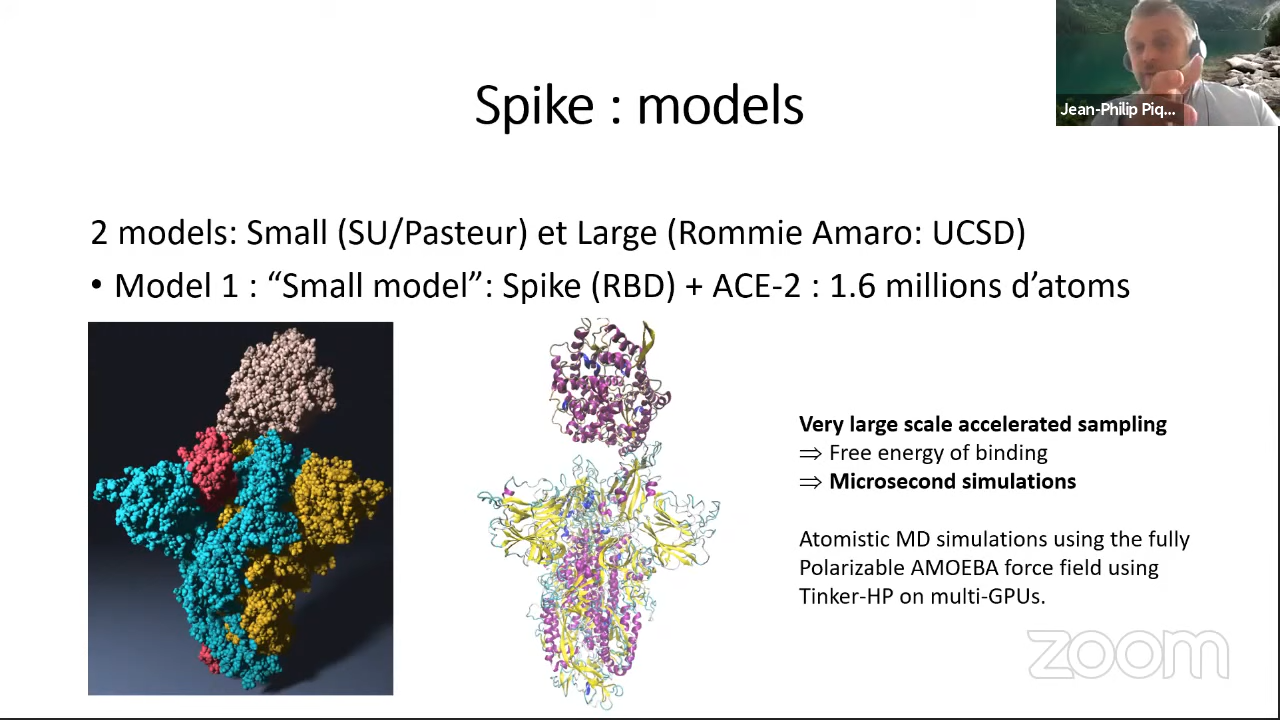 Jean-Philip Piq...
Spike : models
2 models: Small (SU/Pasteur) et Large (Rommie Amaro: UCSD)
• Model 1 : “Small model”: Spike (RBD) + ACE-2 : 1.6 millions d’atoms
Very large scale accelerated sampling
⇒ Free energy of binding
⇒ Microsecond simulations
Atomistic MD simulations using the fully
Polarizable AMOEBA force field using
Tinker-HP on multi-GPUs.
zoom